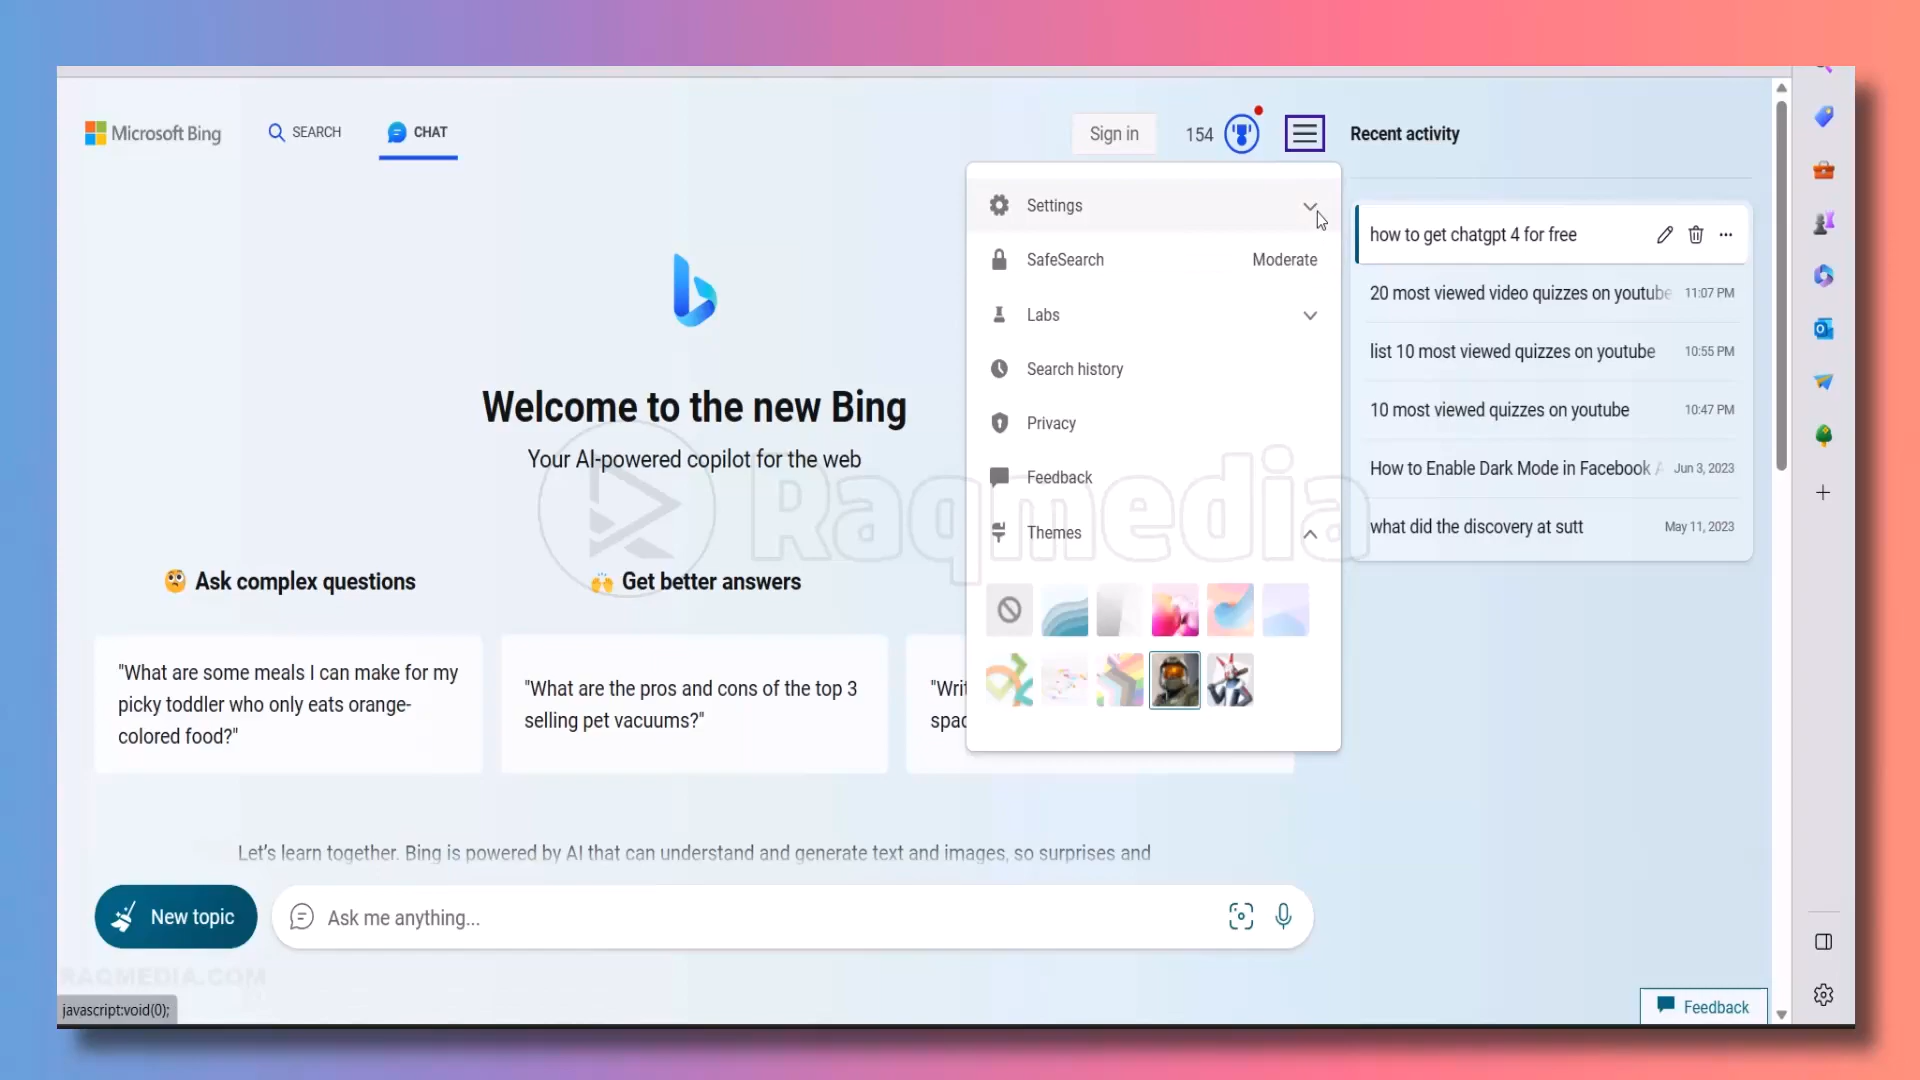 Microsoft Bing
SEARCH
CHAT
Sign in
154
Recent activity
Settings
SafeSearch
Moderate
Labs
Search history
Privacy
Feedback
Themes
how to get chatgpt 4 for free
20 most viewed video quizzes on youtube
11:07 PM
list 10 most viewed quizzes on youtube
10:55 PM
10 most viewed quizzes on youtube
10:47 PM
How to Enable Dark Mode in Facebook
Jun 3, 2023
what did the discovery at sutt
May 11, 2023
Welcome to the new Bing
Your AI-powered copilot for the web
Raqmedia
Ask complex questions
Get better answers
"What are some meals I can make for my
picky toddler who only eats orange-
colored food?"
"What are the pros and cons of the top 3
selling pet vacuums?"
Let's learn together. Bing is powered by AI that can understand and generate text and images, so surprises and
New topic
Ask me anything...
RAQMEDIA.COM
javascript:void(0);
Feedback